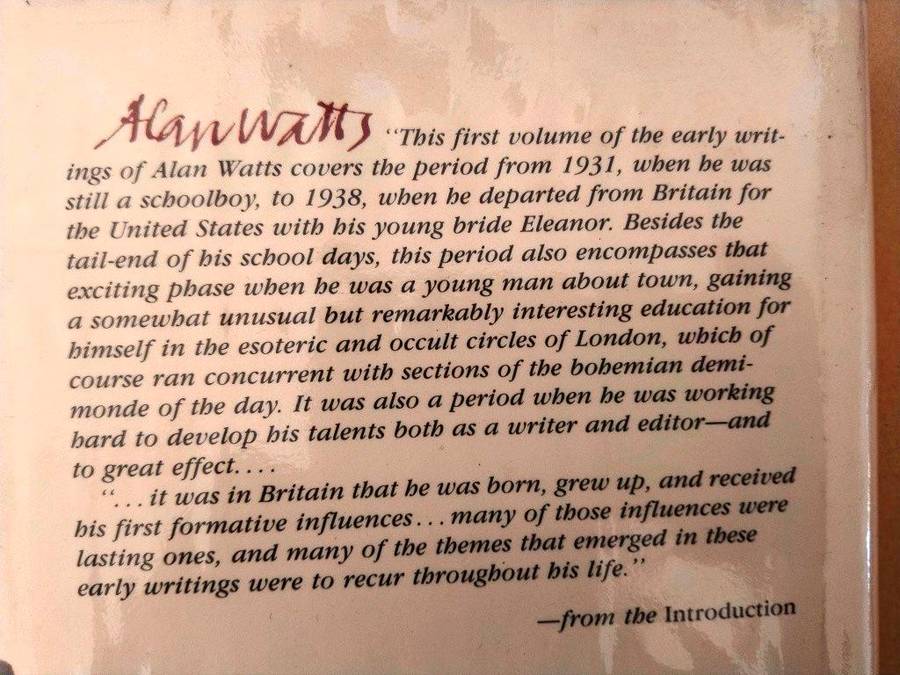 Alan Watts "This first volume of the early writ-
ings of Alan Watts covers the period from 1931, when he was
still a schoolboy, to 1938, when he departed from Britain for
the United States with his young bride Eleanor. Besides the
tail-end of his school days, this period also encompasses that
exciting phase when he was a young man about town, gaining
a somewhat unusual but remarkably interesting education for
himself in the esoteric and occult circles of London, which of
course ran concurrent with sections of the bohemian demi-
monde of the day. It was also a period when he was working
hard to develop his talents both as a writer and editor—and
to great effect. . . .
". . . it was in Britain that he was born, grew up, and received
his first formative influences . . . many of those influences were
lasting ones, and many of the themes that emerged in these
early writings were to recur throughout his life."
—from the Introduction